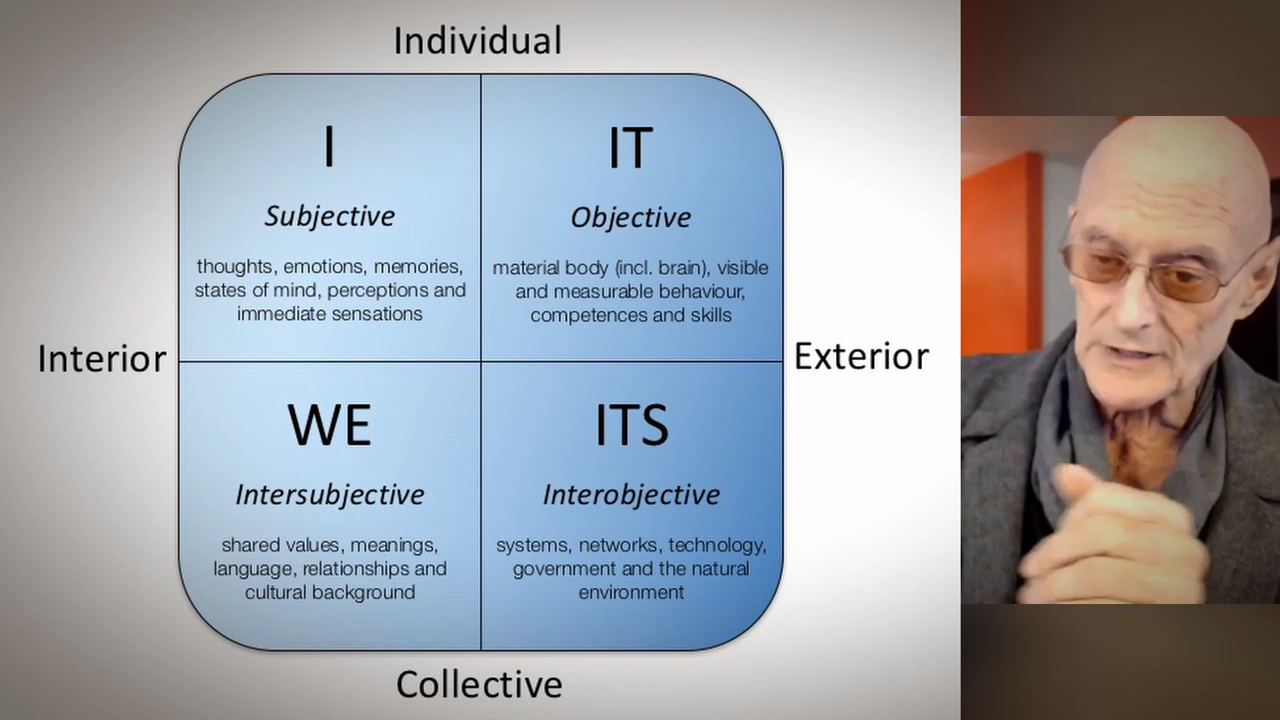 Individual
I
Subjective
thoughts, emotions, memories,
states of mind, perceptions and
immediate sensations
IT
Objective
material body (incl. brain), visible
and measurable behaviour,
competences and skills
Interior
Exterior
WE
Intersubjective
shared values, meanings,
language, relationships and
cultural background
ITS
Interobjective
systems, networks, technology,
government and the natural
environment
Collective